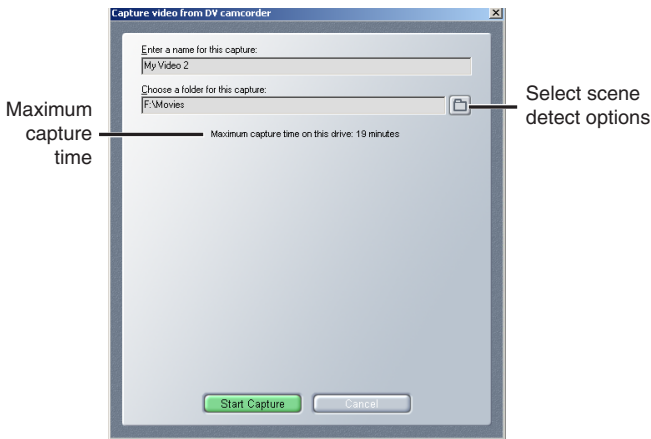 Capture video from DV camcorder
Enter a name for this capture:
My Video 2
Choose a folder for this capture:
F:\Movies
Maximum capture time on this drive: 19 minutes
Start Capture
Cancel
Maximum
capture
time
Select scene
detect options